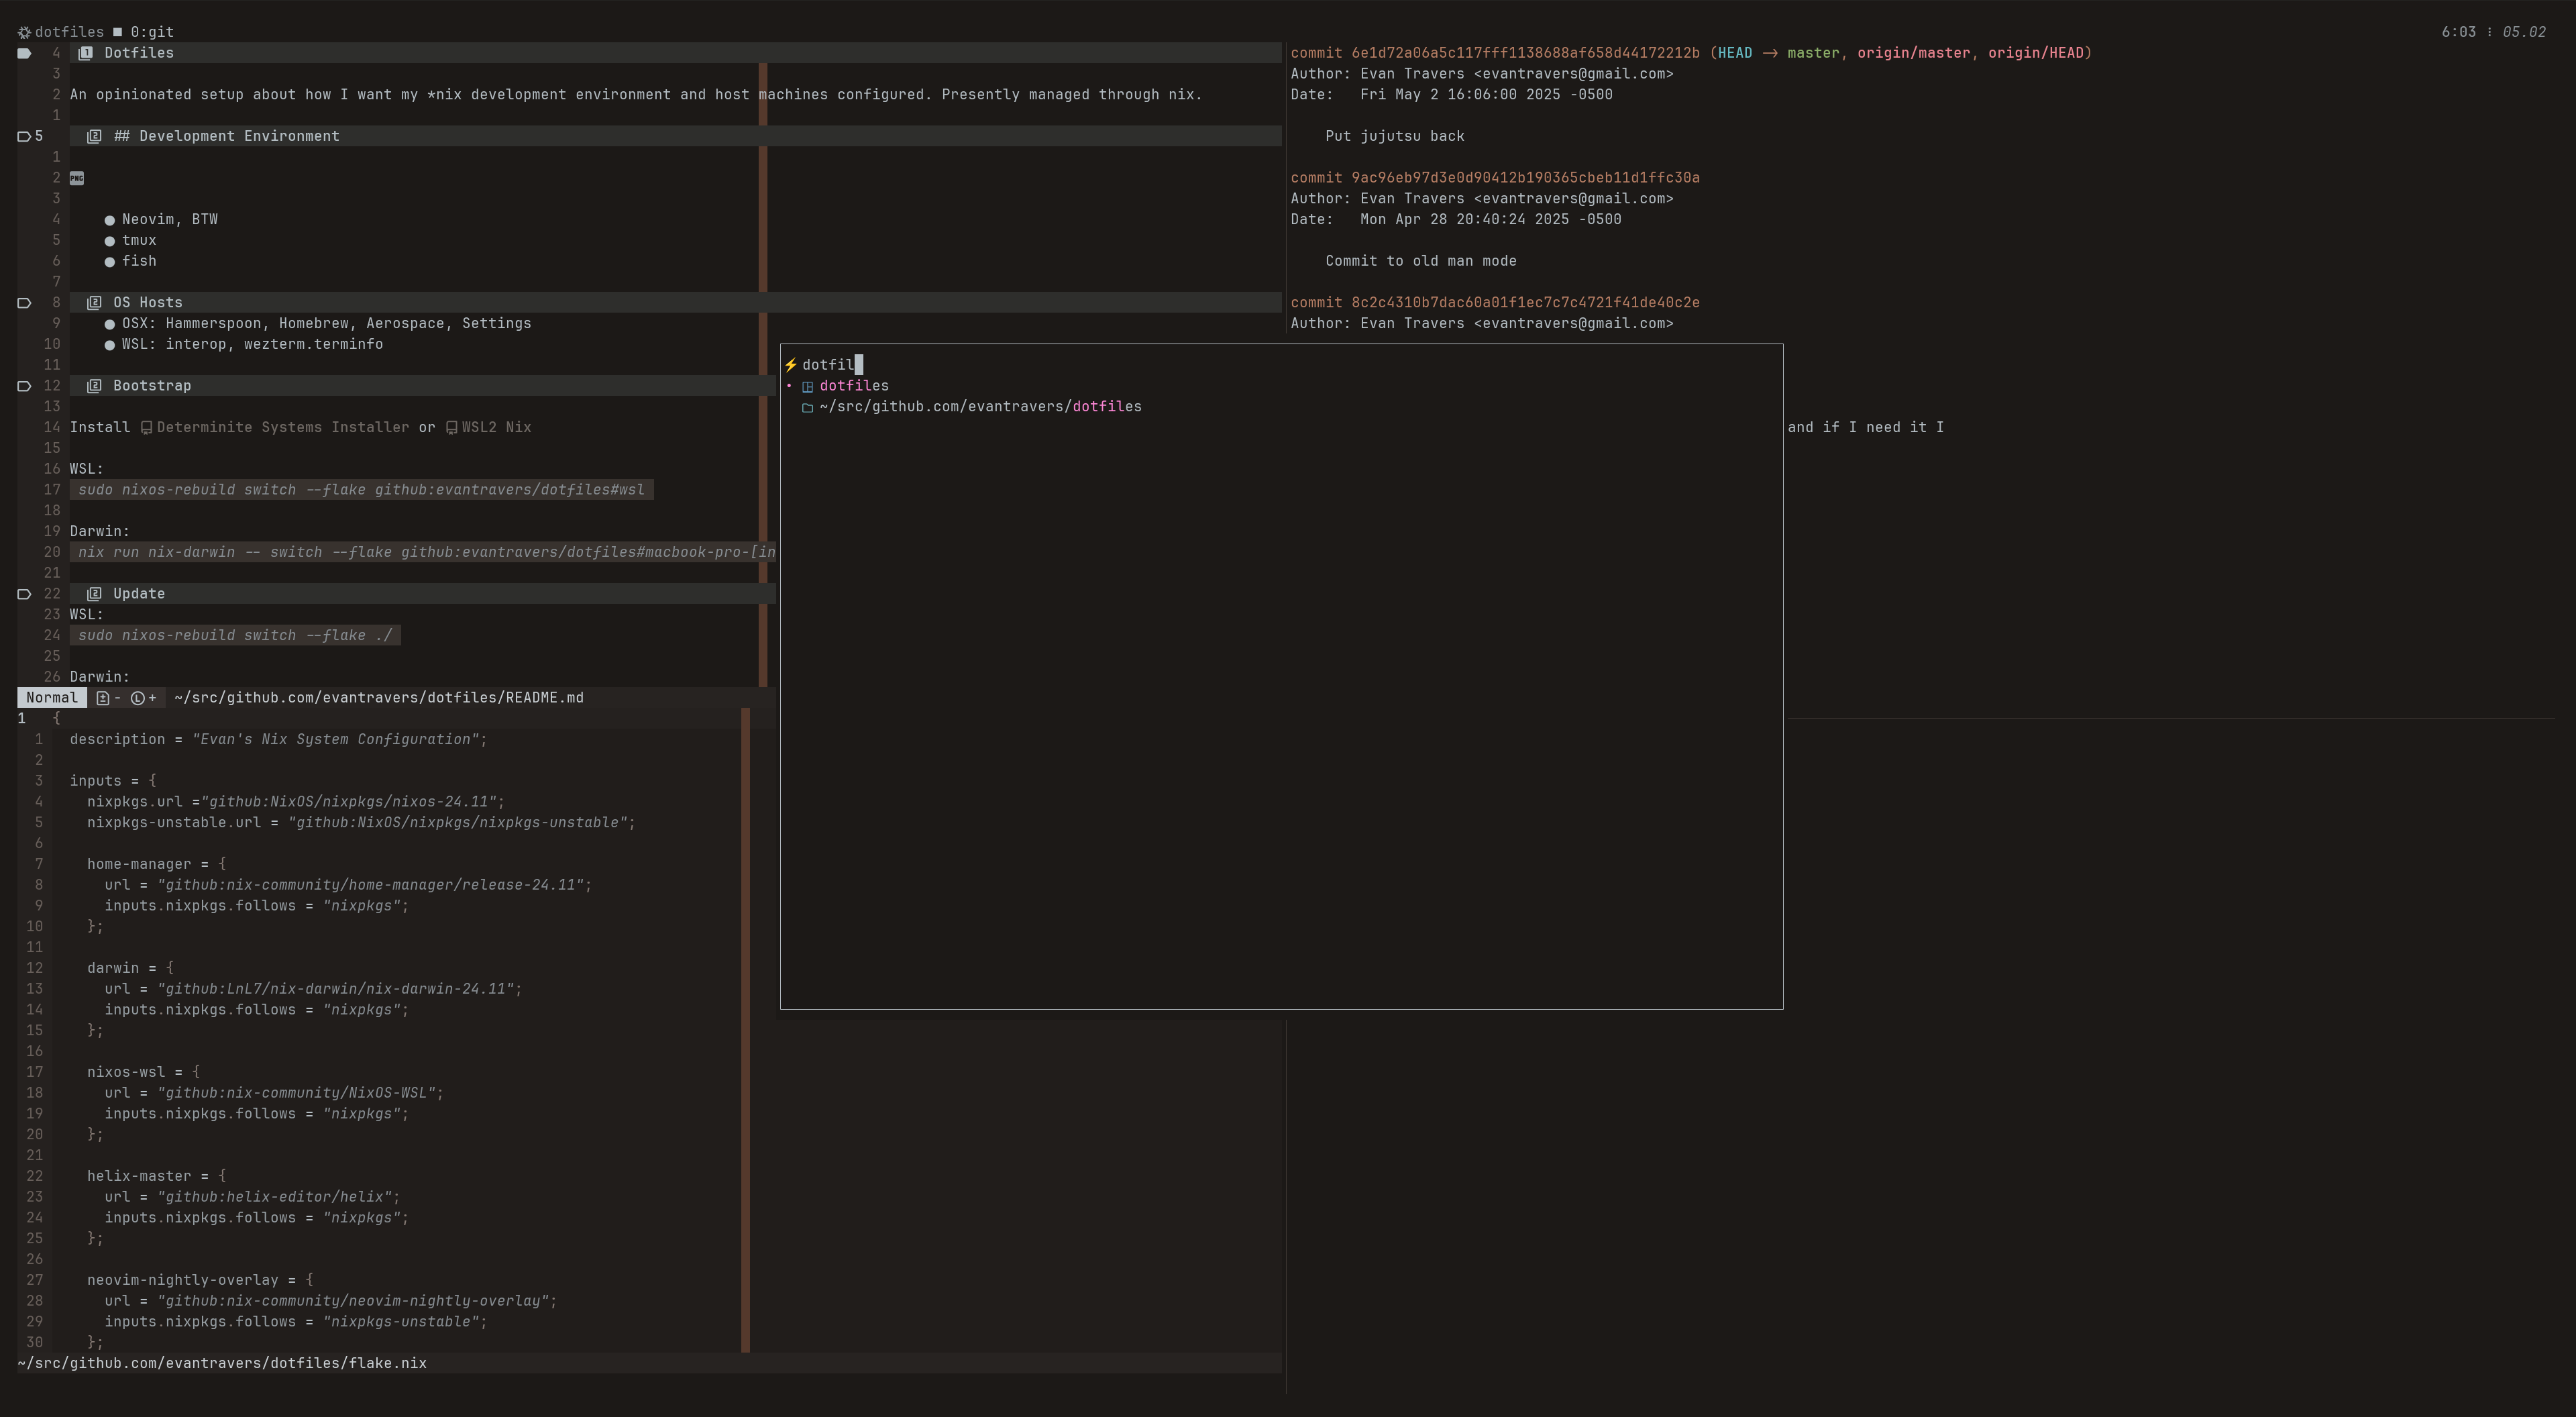 dotfiles ■ 0:git
6:03 ⁝ 05.02
4 1 Dotfiles
3
2 An opinionated setup about how I want my *nix development environment and host machines configured. Presently managed through nix.
1
5 2 ## Development Environment
1
2 PNG
3
4 ● Neovim, BTW
5 ● tmux
6 ● fish
7
8 2 OS Hosts
9 ● OSX: Hammerspoon, Homebrew, Aerospace, Settings
10 ● WSL: interop, wezterm.terminfo
11
12 2 Bootstrap
13
14 Install Determinite Systems Installer or WSL2 Nix
15
16 WSL:
17 sudo nixos-rebuild switch --flake github:evantravers/dotfiles#wsl
18
19 Darwin:
20 nix run nix-darwin -- switch --flake github:evantravers/dotfiles#macbook-pro-[in
21
22 2 Update
23 WSL:
24 sudo nixos-rebuild switch --flake ./
25
26 Darwin:
Normal - L + ~/src/github.com/evantravers/dotfiles/README.md
1 {
1 description = "Evan's Nix System Configuration";
2
3 inputs = {
4 nixpkgs.url ="github:NixOS/nixpkgs/nixos-24.11";
5 nixpkgs-unstable.url = "github:NixOS/nixpkgs/nixpkgs-unstable";
6
7 home-manager = {
8 url = "github:nix-community/home-manager/release-24.11";
9 inputs.nixpkgs.follows = "nixpkgs";
10 };
11
12 darwin = {
13 url = "github:LnL7/nix-darwin/nix-darwin-24.11";
14 inputs.nixpkgs.follows = "nixpkgs";
15 };
16
17 nixos-wsl = {
18 url = "github:nix-community/NixOS-WSL";
19 inputs.nixpkgs.follows = "nixpkgs";
20 };
21
22 helix-master = {
23 url = "github:helix-editor/helix";
24 inputs.nixpkgs.follows = "nixpkgs";
25 };
26
27 neovim-nightly-overlay = {
28 url = "github:nix-community/neovim-nightly-overlay";
29 inputs.nixpkgs.follows = "nixpkgs-unstable";
30 };
~/src/github.com/evantravers/dotfiles/flake.nix
commit 6e1d72a06a5c117fff1138688af658d44172212b (HEAD -> master, origin/master, origin/HEAD)
Author: Evan Travers <evantravers@gmail.com>
Date: Fri May 2 16:06:00 2025 -0500
Put jujutsu back
commit 9ac96eb97d3e0d90412b190365cbeb11d1ffc30a
Author: Evan Travers <evantravers@gmail.com>
Date: Mon Apr 28 20:40:24 2025 -0500
Commit to old man mode
commit 8c2c4310b7dac60a01f1ec7c7c4721f41de40c2e
Author: Evan Travers <evantravers@gmail.com>
and if I need it I
⚡ dotfil
• dotfiles
~/src/github.com/evantravers/dotfiles